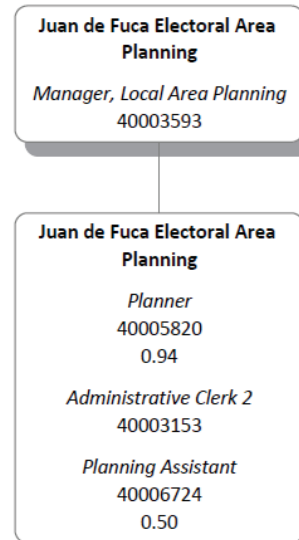 Juan de Fuca Electoral Area
Planning
Manager, Local Area Planning
40003593
Juan de Fuca Electoral Area
Planning
Planner
40005820
0.94
Administrative Clerk 2
40003153
Planning Assistant
40006724
0.50